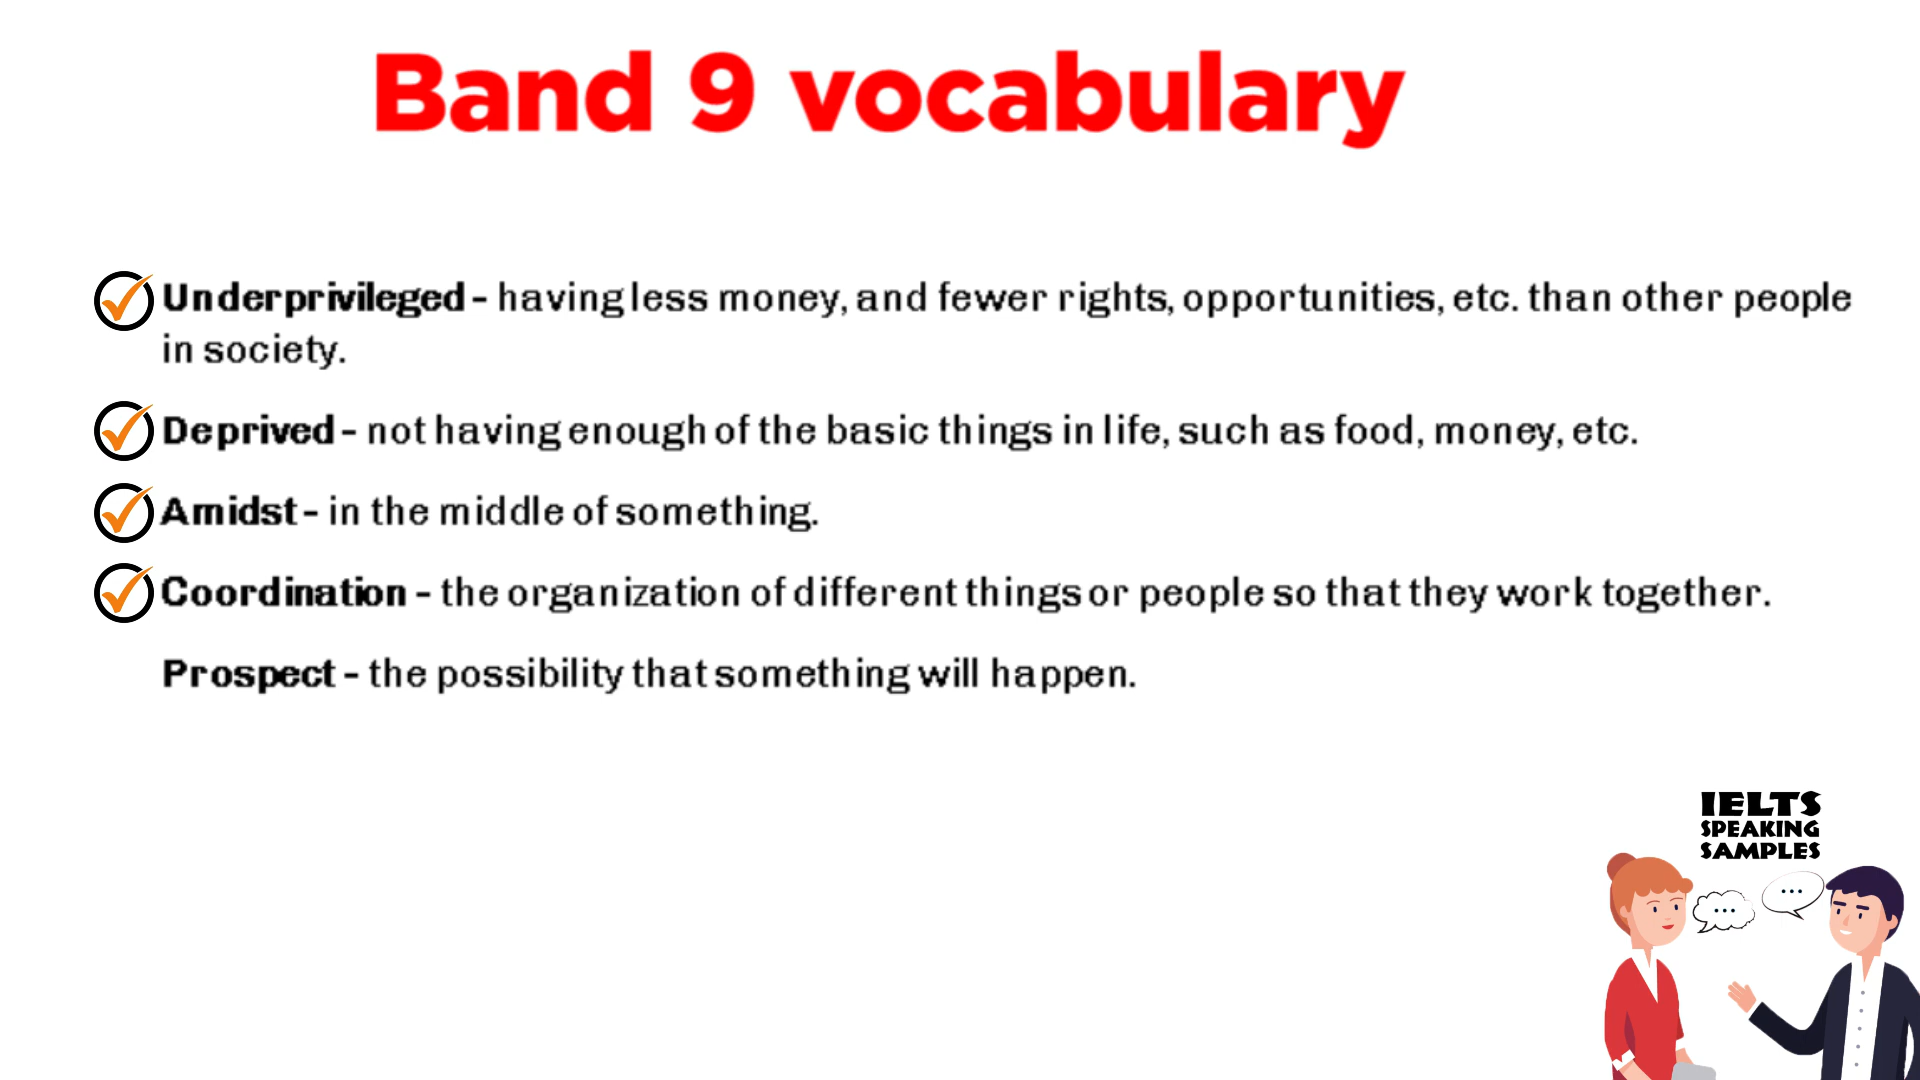 Band 9 vocabulary
Underprivileged - having less money, and fewer rights, opportunities, etc. than other people
in society.
Deprived - not having enough of the basic things in life, such as food, money, etc.
Amidst - in the middle of something.
Coordination - the organization of different things or people so that they work together.
Prospect - the possibility that something will happen.
IELTS
SPEAKING
SAMPLES